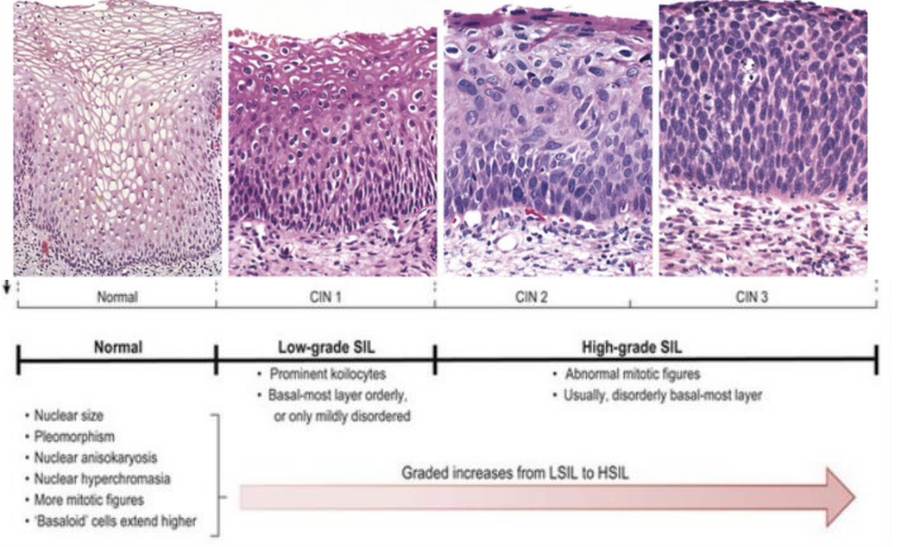 Normal
CIN 1
CIN 2
CIN 3
Normal
Low-grade SIL
High-grade SIL
• Prominent koilocytes
• Basal-most layer orderly,
or only mildly disordered
• Abnormal mitotic figures
• Usually, disorderly basal-most layer
• Nuclear size
• Pleomorphism
• Nuclear anisokaryosis
• Nuclear hyperchromasia
• More mitotic figures
• 'Basaloid' cells extend higher
Graded increases from LSIL to HSIL